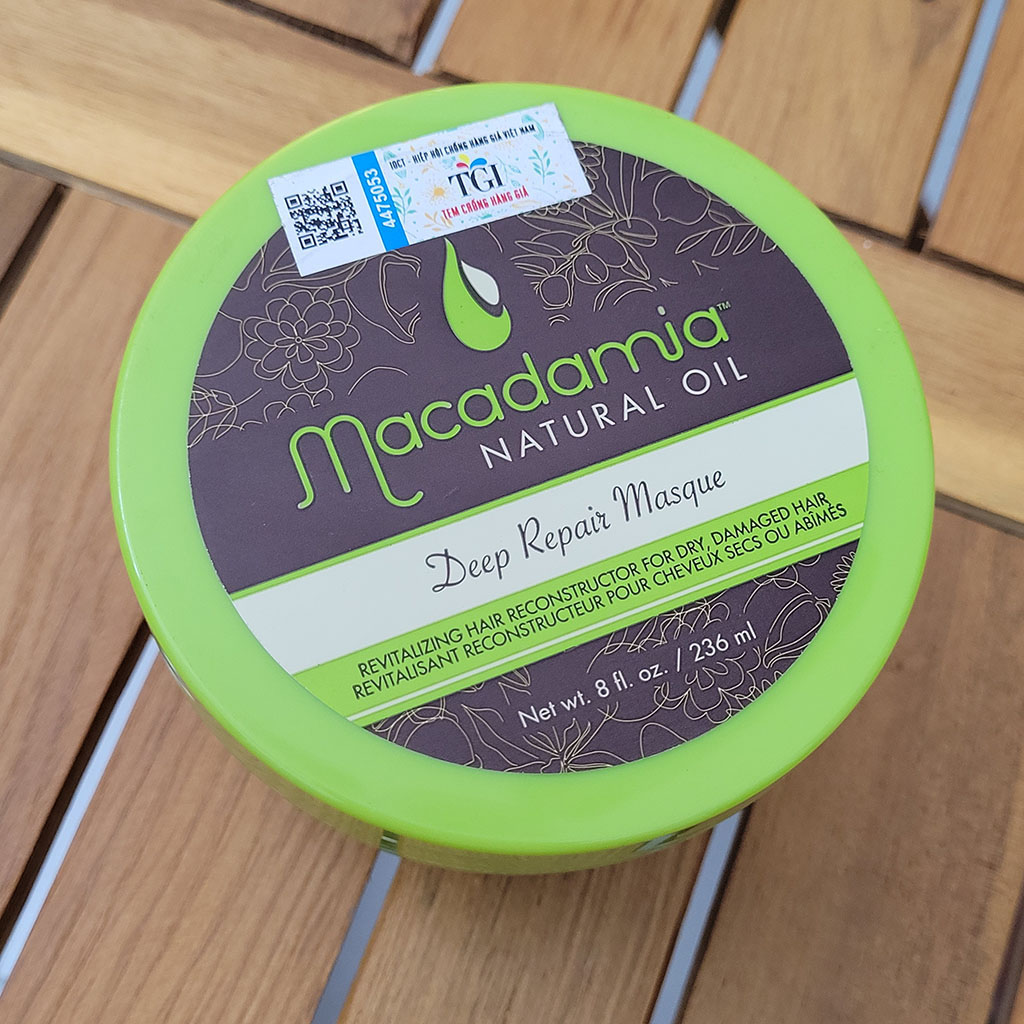 IDCT - HIỆP HỘI CHỐNG HÀNG GIẢ VIỆT NAM
4475053
TGI
TEM CHỐNG HÀNG GIẢ
Macadamia™
NATURAL OIL
Deep Repair Masque
REVITALIZING HAIR RECONSTRUCTOR FOR DRY, DAMAGED HAIR
REVITALISANT RECONSTRUCTEUR POUR CHEVEUX SECS OU ABÎMÉS
Net wt. 8 fl. oz. / 236 ml